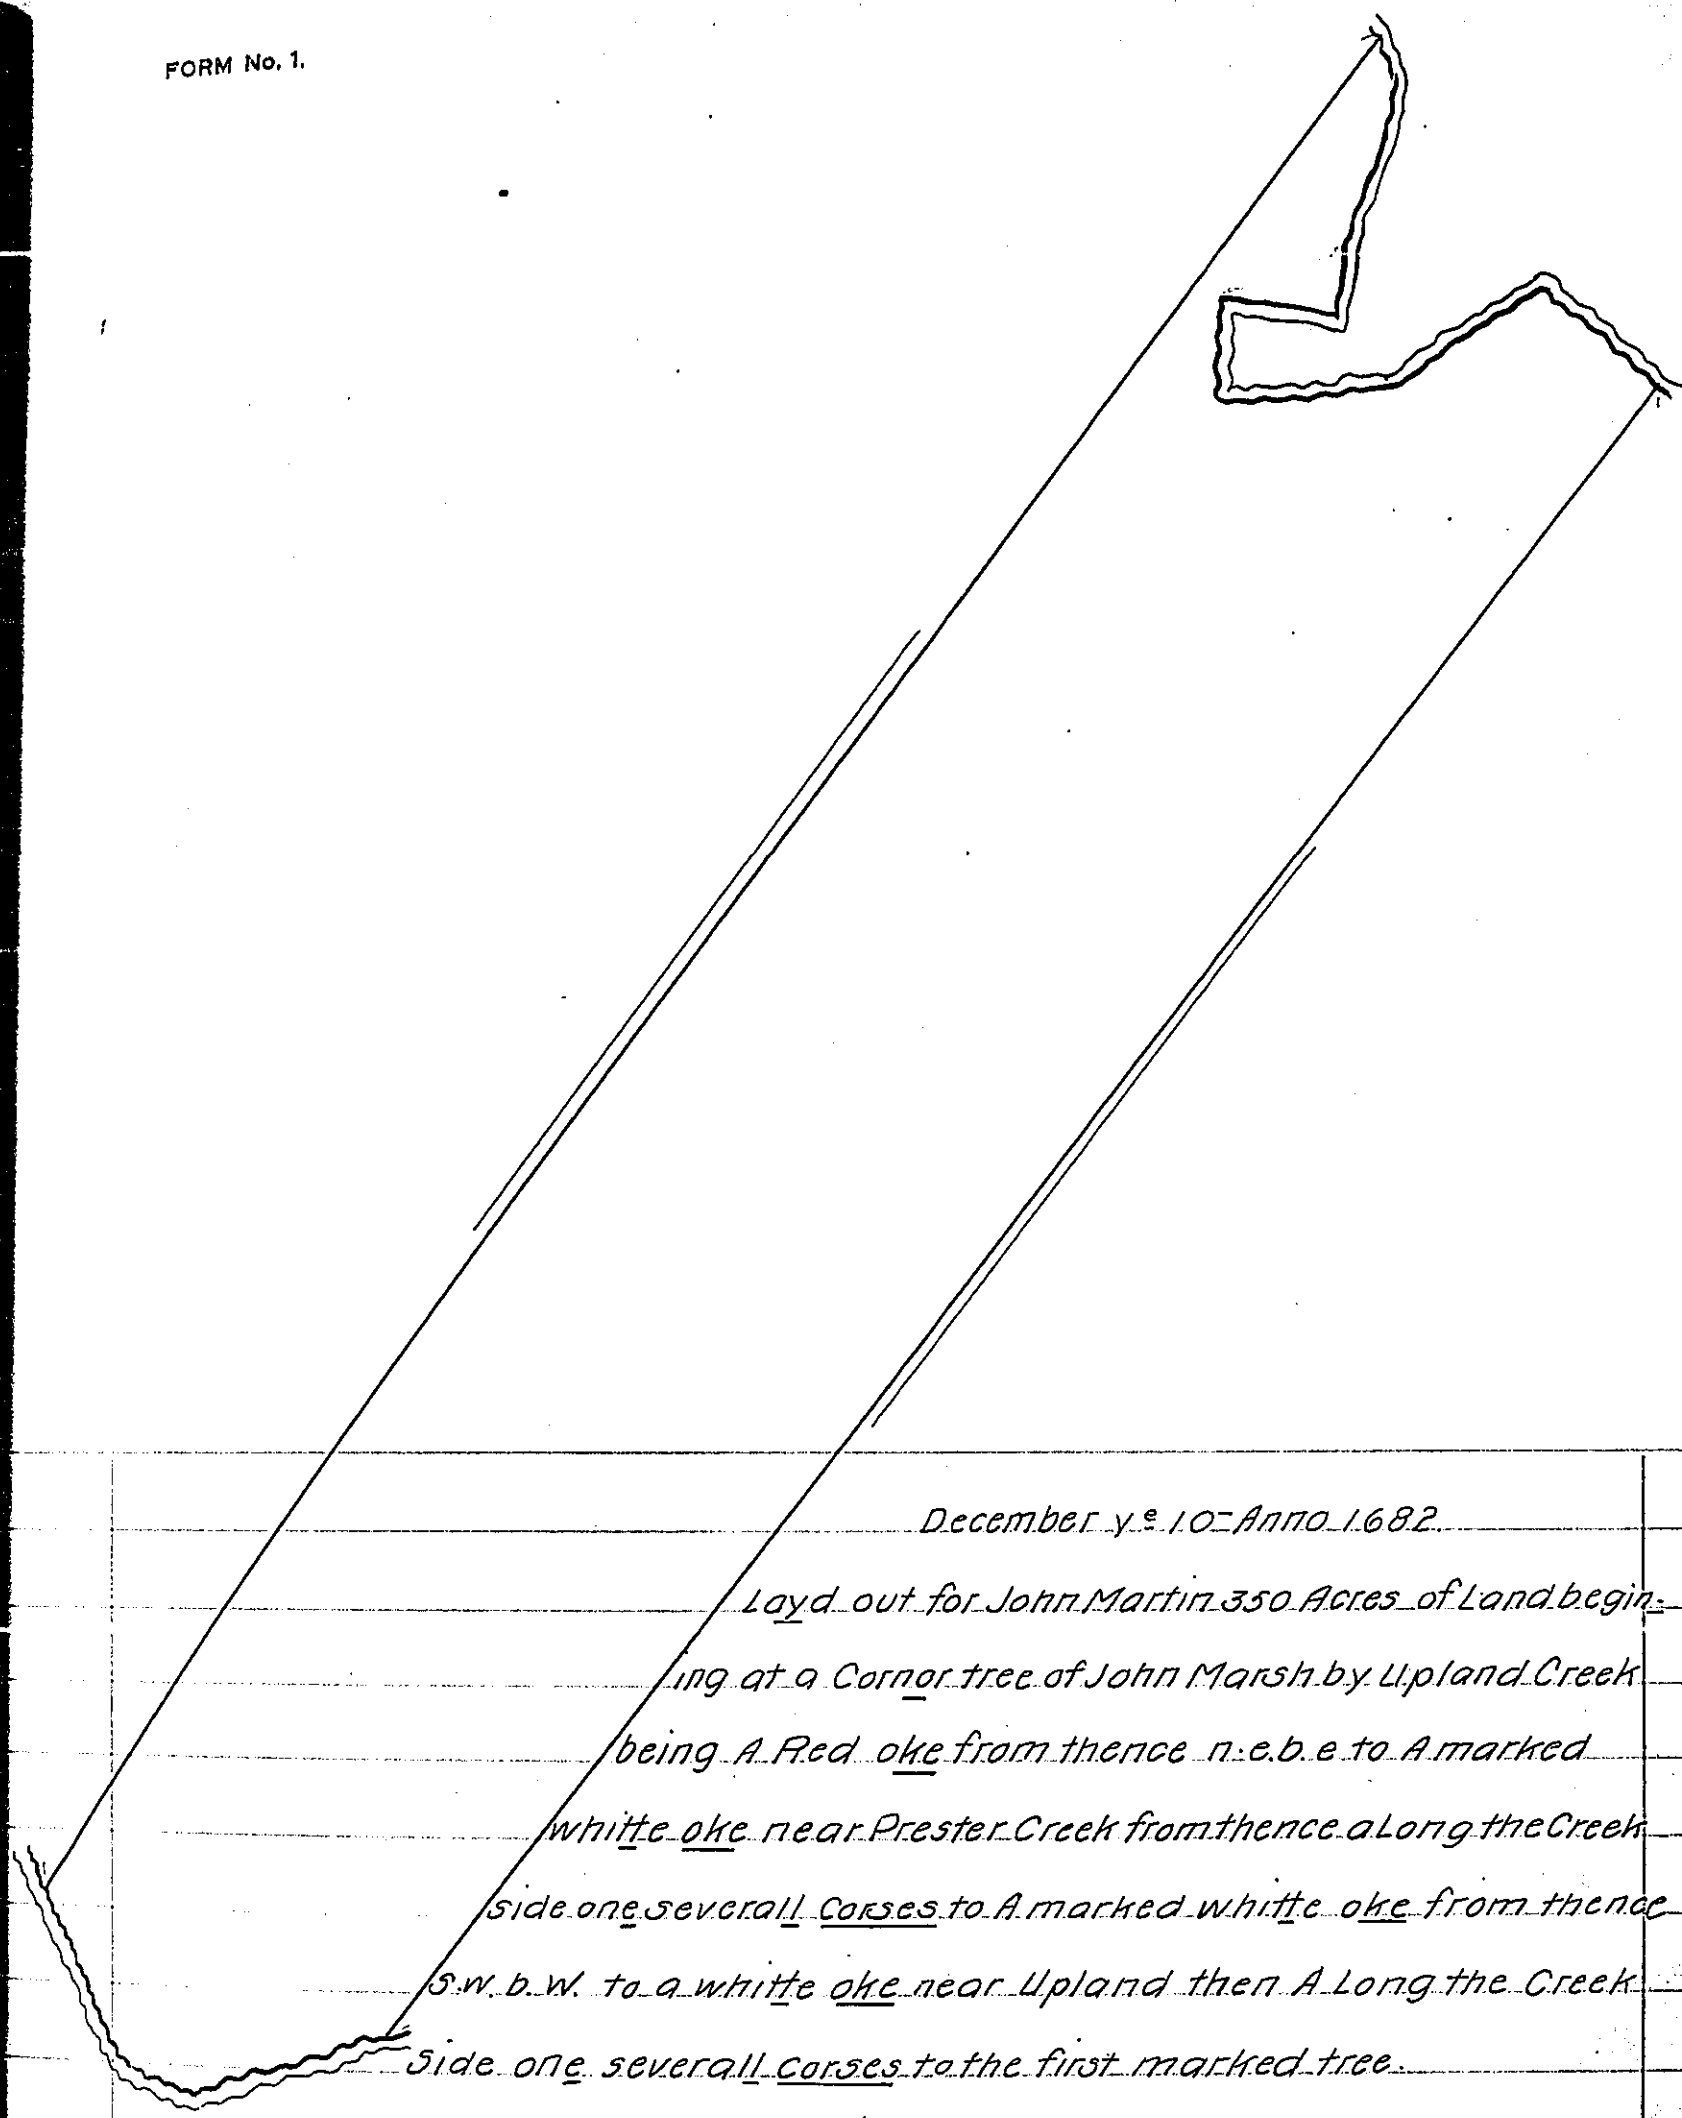 FORM No. 1.
December yᵉ 10 = Anno 1682.
Layd out for John Martin 350 Acres of Land begin-
ing at a Cornor tree of John Marsh by Upland Creek
being A Red oke from thence n.e.b.e to A marked
whitte oke near Prester Creek from thence a Long the Creek
side one severall Corses to A marked whitte oke from thence
S.W. b. W. to a whitte oke near Upland then A Long the Creek
side one severall corses to the first marked tree.